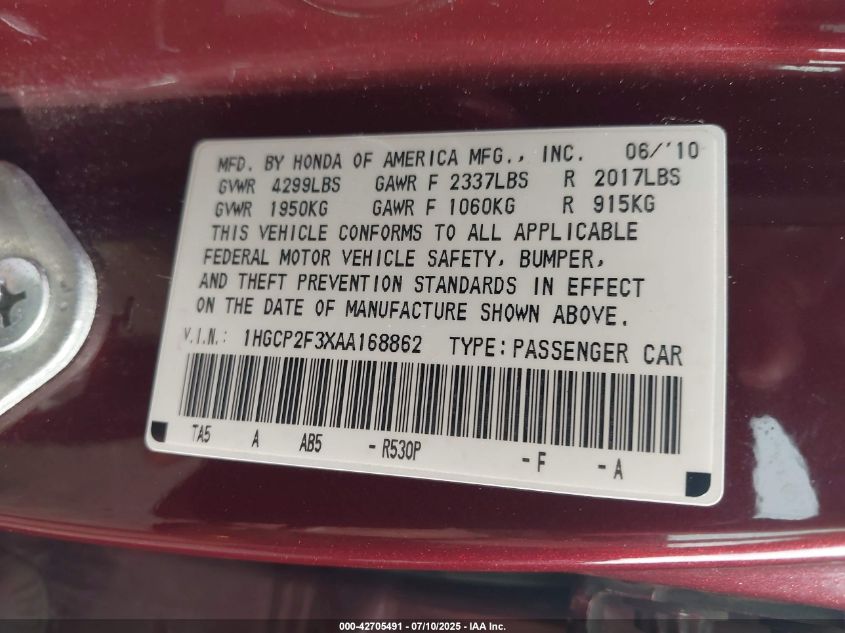 MFD. BY HONDA OF AMERICA MFG., INC. 06/'10
GVWR 4299LBS GAWR F 2337LBS R 2017LBS
GVWR 1950KG GAWR F 1060KG R 915KG
THIS VEHICLE CONFORMS TO ALL APPLICABLE
FEDERAL MOTOR VEHICLE SAFETY, BUMPER,
AND THEFT PREVENTION STANDARDS IN EFFECT
ON THE DATE OF MANUFACTURE SHOWN ABOVE.
V.I.N.: 1HGCP2F3XAA168862 TYPE: PASSENGER CAR
TA5 A AB5 - R530P - F - A
000-42705491 - 07/10/2025 - IAA Inc.